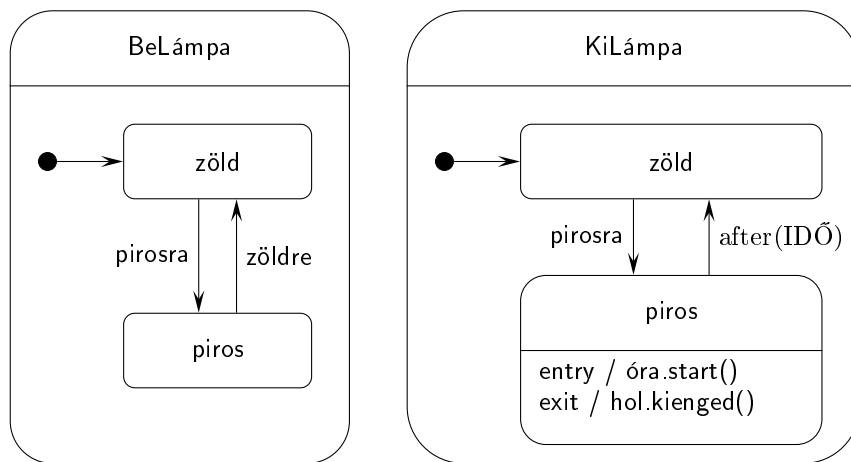 BeLámpa
zöld
pirosra
zöldre
piros
KiLámpa
zöld
pirosra
after(IDŐ)
piros
entry / óra.start()
exit / hol.kienged()